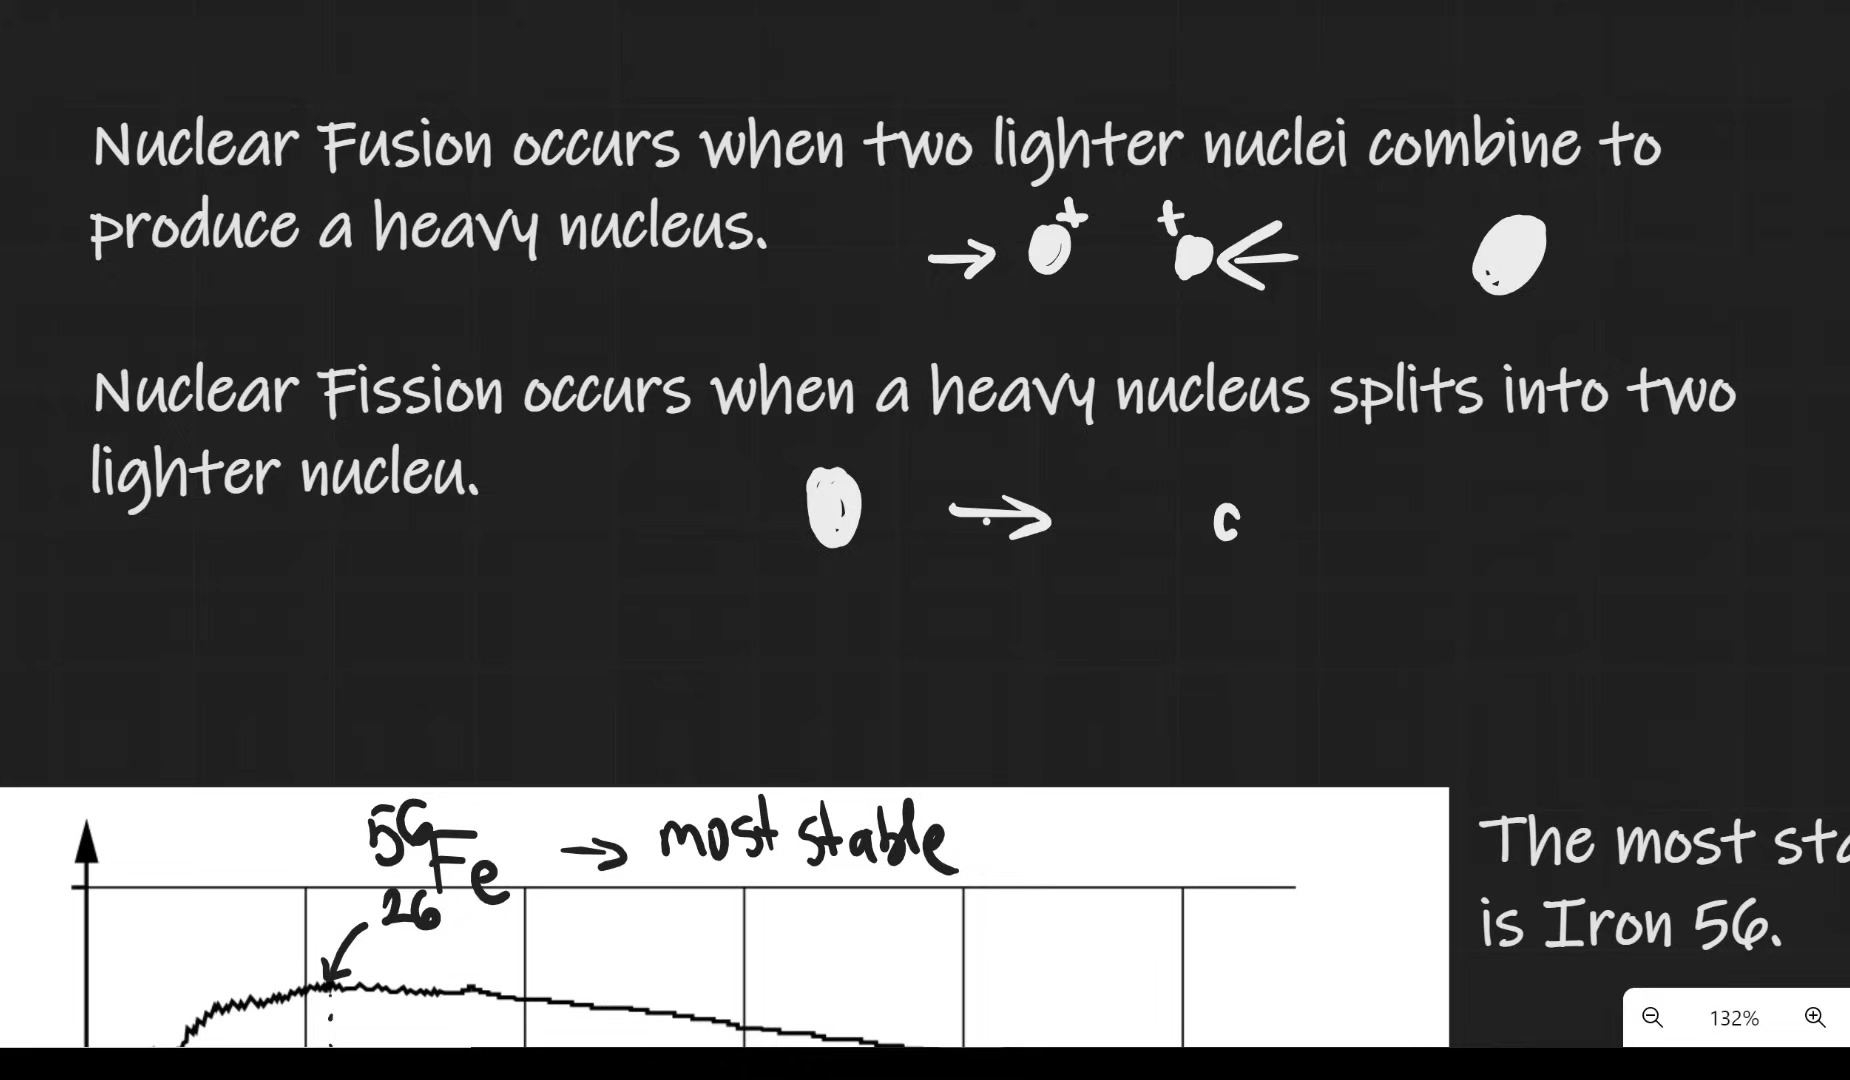 Nuclear Fusion occurs when two lighter nuclei combine to
produce a heavy nucleus.
+ +
Nuclear Fission occurs when a heavy nucleus splits into two
lighter nucleu.
56
Fe → most stable
26
The most
is Iron 56.
132%